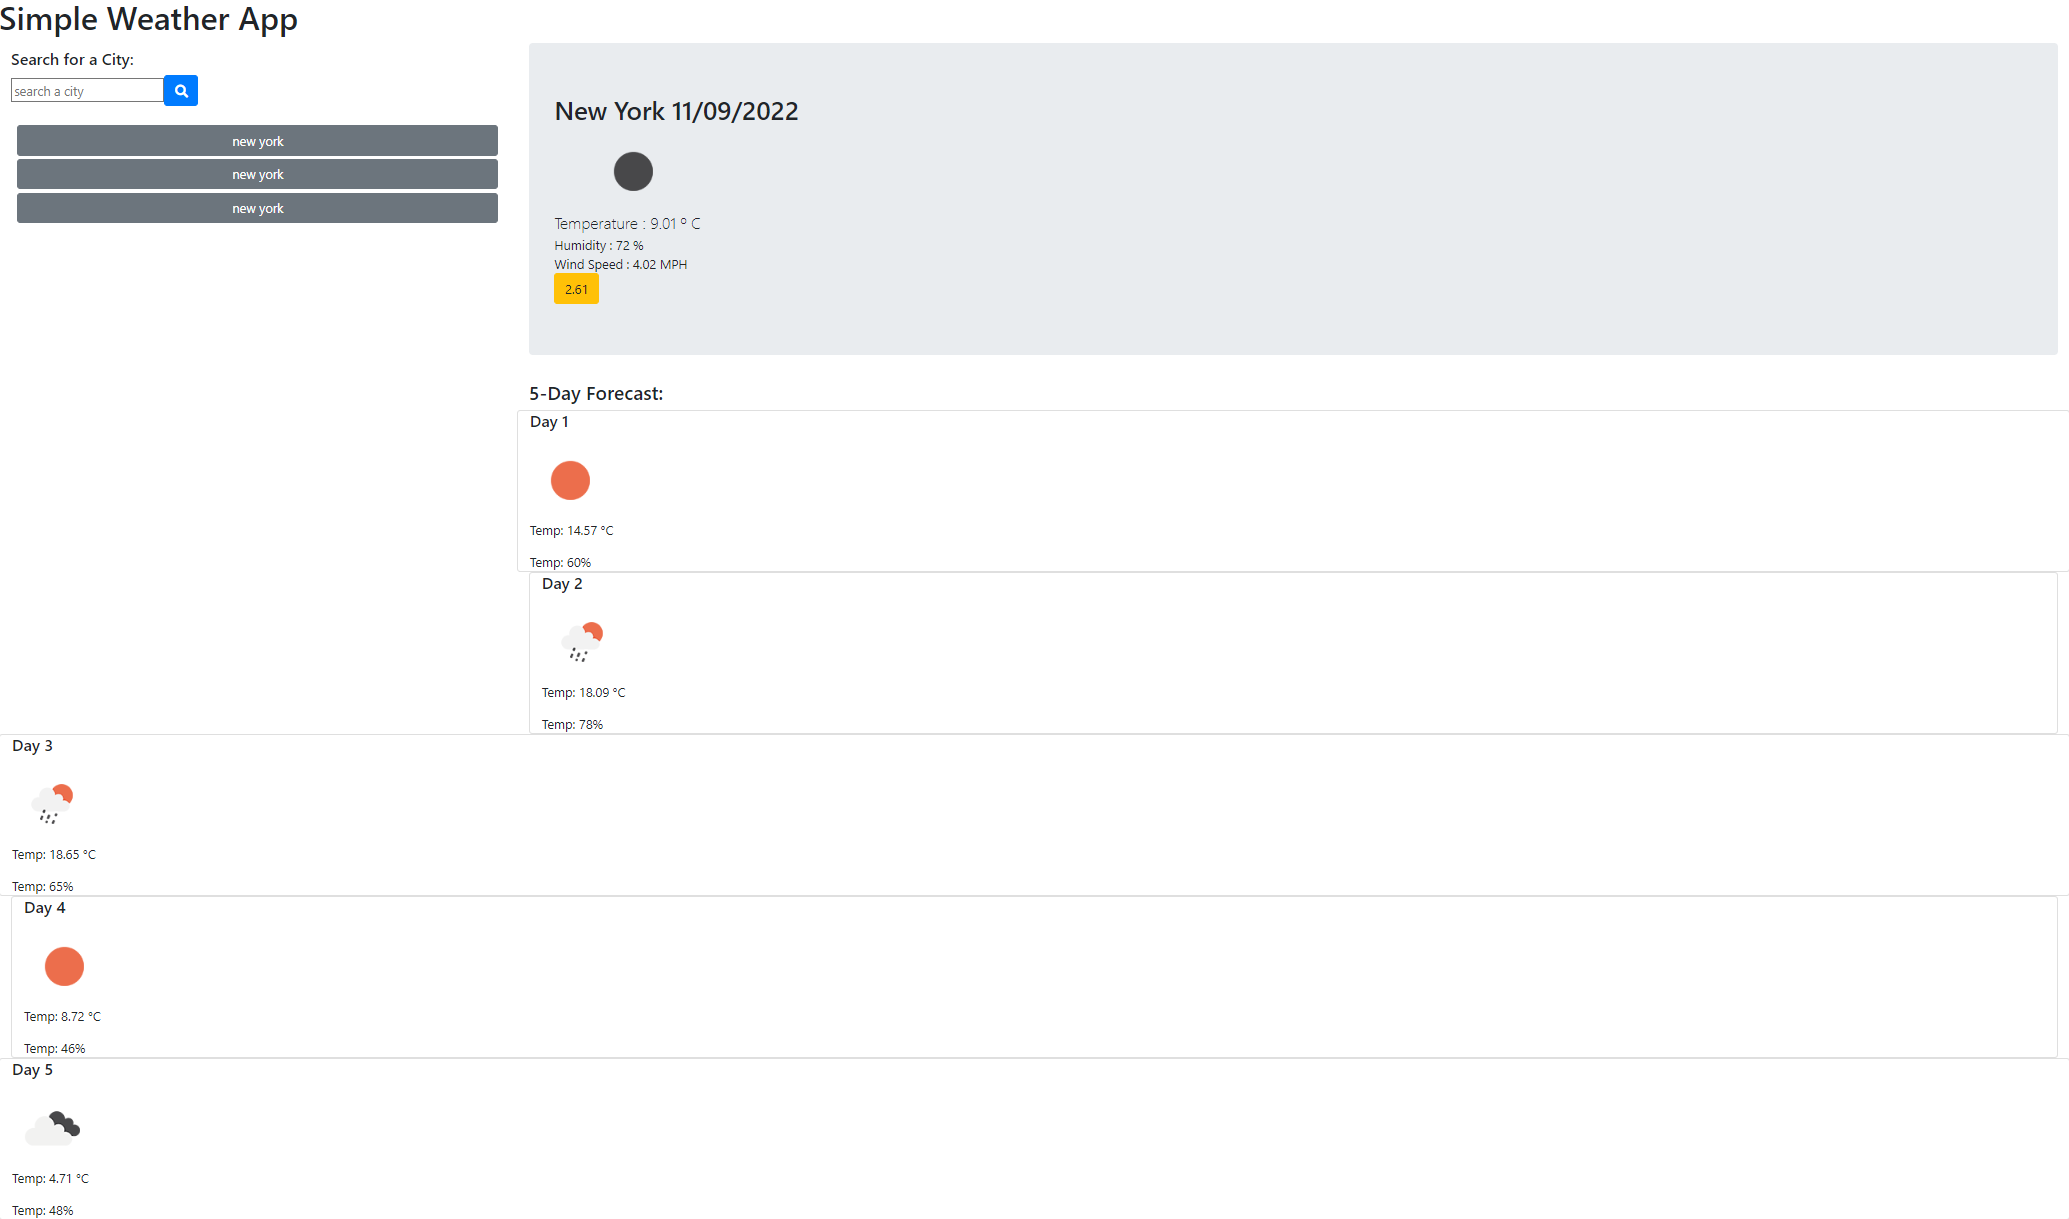 Simple Weather App
Search for a City:
search a city
new york
new york
new york
New York 11/09/2022
Temperature : 9.01 º C
Humidity : 72 %
Wind Speed : 4.02 MPH
2.61
5-Day Forecast:
Day 1
Temp: 14.57 °C
Temp: 60%
Day 2
Temp: 18.09 °C
Temp: 78%
Day 3
Temp: 18.65 °C
Temp: 65%
Day 4
Temp: 8.72 °C
Temp: 46%
Day 5
Temp: 4.71 °C
Temp: 48%